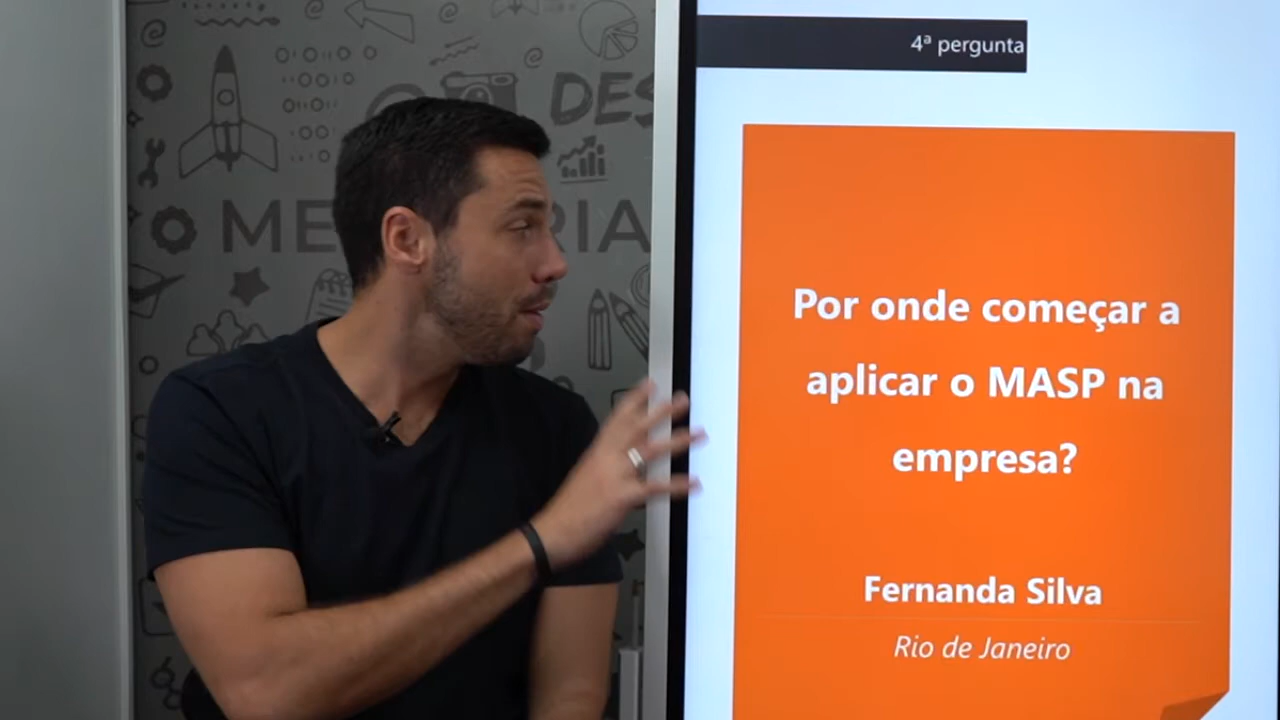 4ª pergunta
Por onde começar a
aplicar o MASP na
empresa?
Fernanda Silva
Rio de Janeiro